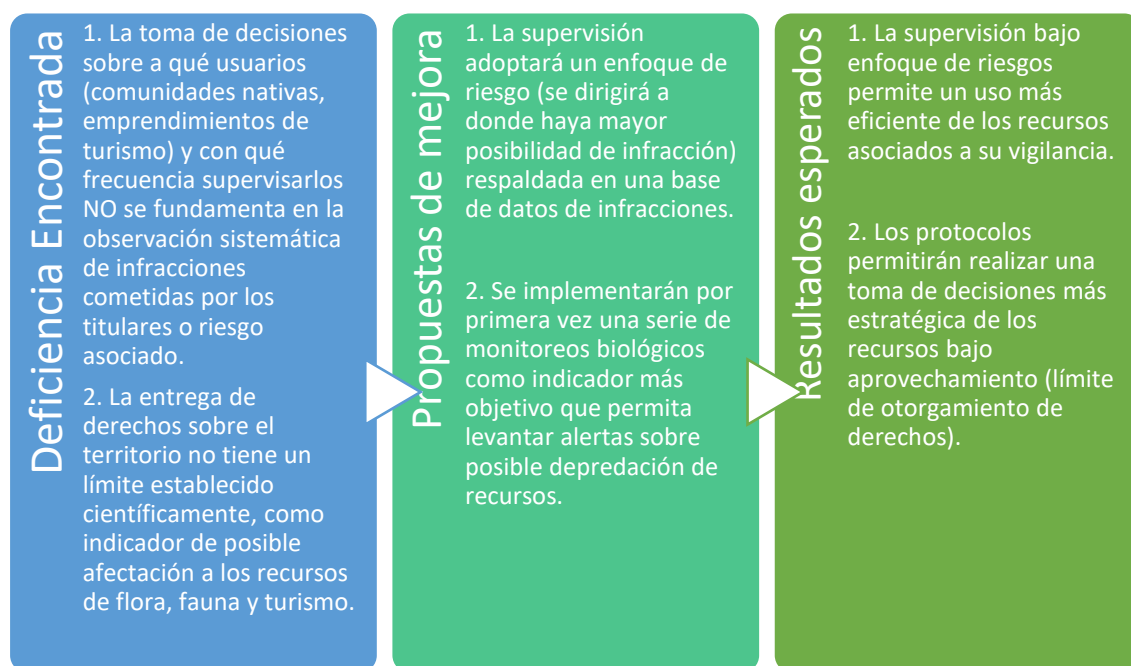 Deficiencia Encontrada
1. La toma de decisiones
sobre a qué usuarios
(comunidades nativas,
emprendimientos de
turismo) y con qué
frecuencia supervisarlos
NO se fundamenta en la
observación sistemática
de infracciones
cometidas por los
titulares o riesgo
asociado.
2. La entrega de
derechos sobre el
territorio no tiene un
límite establecido
científicamente, como
indicador de posible
afectación a los recursos
de flora, fauna y turismo.
Propuestas de mejora
1. La supervisión
adoptará un enfoque de
riesgo (se dirigirá a
donde haya mayor
posibilidad de infracción)
respaldada en una base
de datos de infracciones.
2. Se implementarán por
primera vez una serie de
monitoreos biológicos
como indicador más
objetivo que permita
levantar alertas sobre
posible depredación de
recursos.
Resultados esperados
1. La supervisión bajo
enfoque de riesgos
permite un uso más
eficiente de los recursos
asociados a su vigilancia.
2. Los protocolos
permitirán realizar una
toma de decisiones más
estratégica de los
recursos bajo
aprovechamiento (límite
de otorgamiento de
derechos).